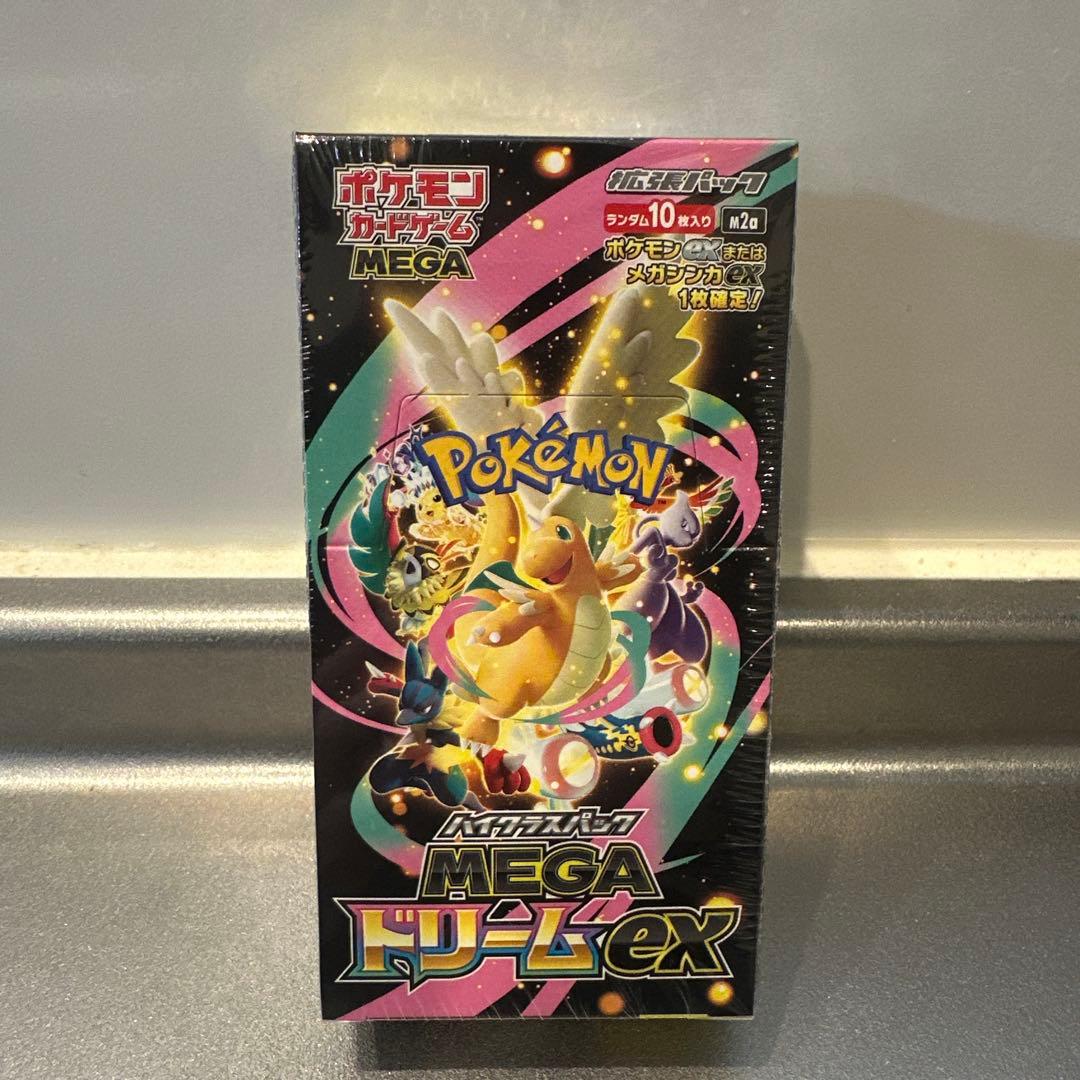 ポケモン
カードゲーム™
MEGA
拡張パック
ランダム10枚入り
M2a
ポケモンexまたは
メガシンカex
1枚確定!
POKéMON
ハイクラスパック
MEGA
ドリームex